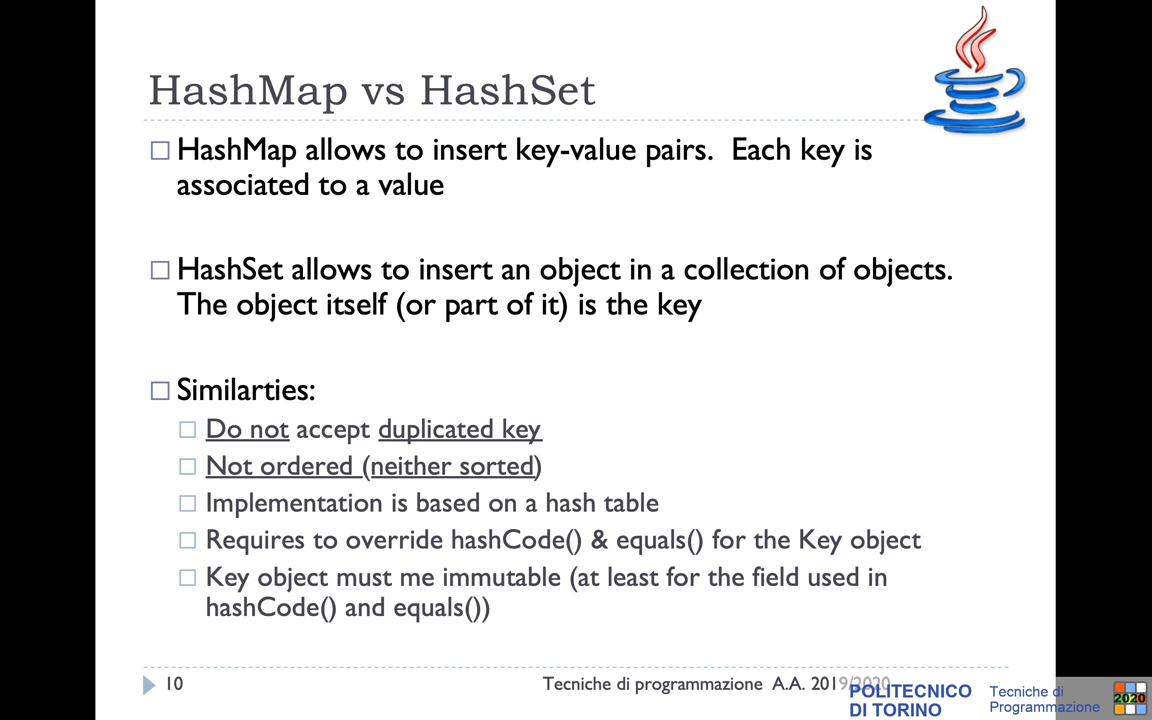 HashMap vs HashSet
HashMap allows to insert key-value pairs. Each key is
associated to a value
HashSet allows to insert an object in a collection of objects.
The object itself (or part of it) is the key
Similarties:
Do not accept duplicated key
Not ordered (neither sorted)
Implementation is based on a hash table
Requires to override hashCode() & equals() for the Key object
Key object must me immutable (at least for the field used in
hashCode() and equals())
10
Tecniche di programmazione A.A. 2019/2020
POLITECNICO
DI TORINO
Tecniche di
Programmazione
2020